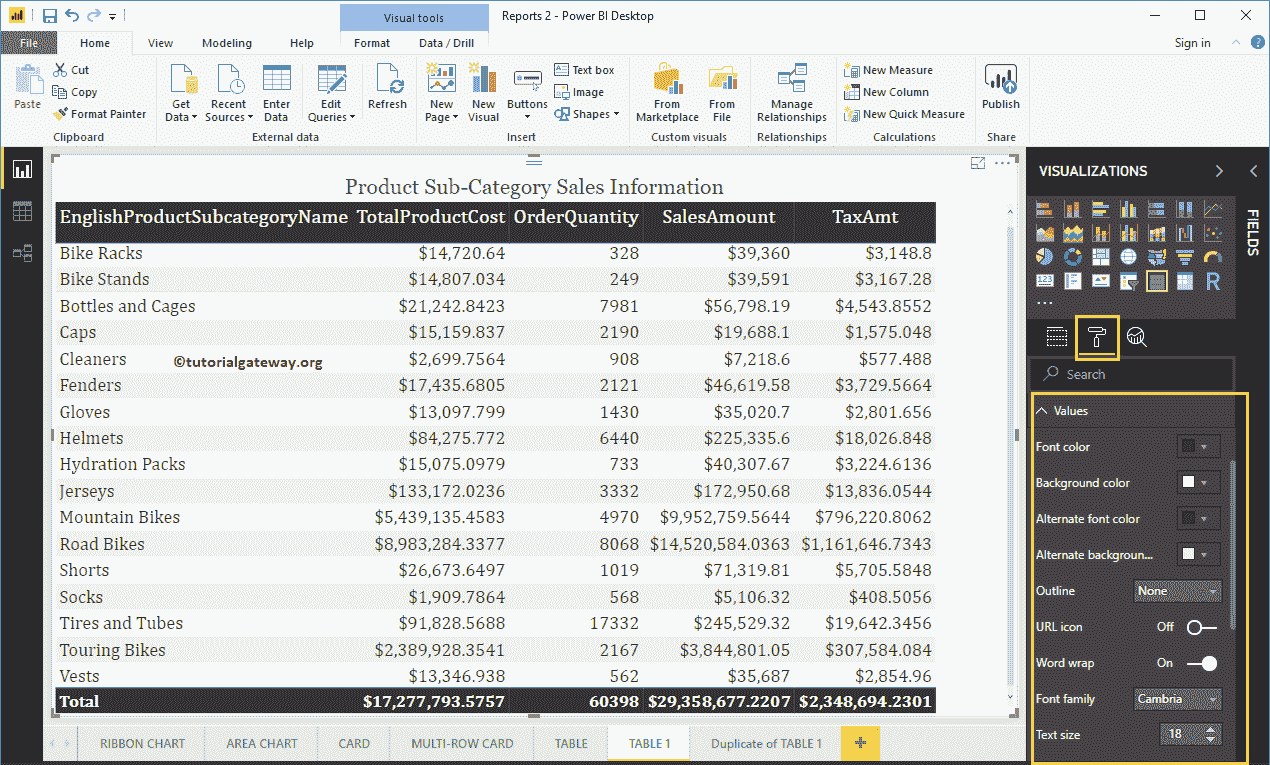 Visual tools
Reports 2 - Power BI Desktop
File Home View Modeling Help Format Data / Drill Sign in
Paste
Cut
Copy
Format Painter
Clipboard
Get Data
Recent Sources
Enter Data
Edit Queries
Refresh
External data
New Page
New Visual
Buttons
Text box
Image
Shapes
Insert
From Marketplace
From File
Custom visuals
Manage Relationships
Relationships
New Measure
New Column
New Quick Measure
Calculations
Publish
Share
Product Sub-Category Sales Information
EnglishProductSubcategoryName TotalProductCost OrderQuantity SalesAmount TaxAmt
Bike Racks $14,720.64 328 $39,360 $3,148.8
Bike Stands $14,807.034 249 $39,591 $3,167.28
Bottles and Cages $21,242.8423 7981 $56,798.19 $4,543.8552
Caps $15,159.837 2190 $19,688.1 $1,575.048
Cleaners $2,699.7564 908 $7,218.6 $577.488
©tutorialgateway.org
Fenders $17,435.6805 2121 $46,619.58 $3,729.5664
Gloves $13,097.799 1430 $35,020.7 $2,801.656
Helmets $84,275.772 6440 $225,335.6 $18,026.848
Hydration Packs $15,075.0979 733 $40,307.67 $3,224.6136
Jerseys $133,172.0236 3332 $172,950.68 $13,836.0544
Mountain Bikes $5,439,135.4583 4970 $9,952,759.5644 $796,220.8062
Road Bikes $8,983,284.3377 8068 $14,520,584.0363 $1,161,646.7343
Shorts $26,673.6497 1019 $71,319.81 $5,705.5848
Socks $1,909.7864 568 $5,106.32 $408.5056
Tires and Tubes $91,828.5688 17332 $245,529.32 $19,642.3456
Touring Bikes $2,389,928.3541 2167 $3,844,801.05 $307,584.084
Vests $13,346.938 562 $35,687 $2,854.96
Total $17,277,793.5757 60398 $29,358,677.2207 $2,348,694.2301
RIBBON CHART AREA CHART CARD MULTI-ROW CARD TABLE TABLE 1 Duplicate of TABLE 1 +
VISUALIZATIONS
FIELDS
123
R
Search
Values
Font color
Background color
Alternate font color
Alternate backgroun...
Outline None
URL icon Off
Word wrap On
Font family Cambria
Text size 18